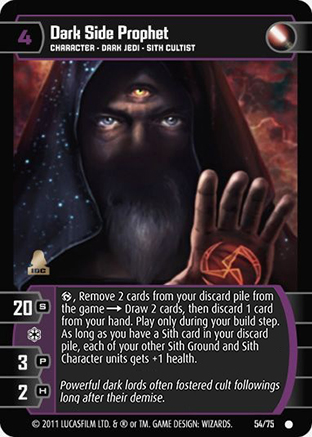 4
Dark Side Prophet
CHARACTER - DARK JEDI - SITH CULTIST
IDC
20 S
3 P
2 H
, Remove 2 cards from your discard pile from
the game → Draw 2 cards, then discard 1 card
from your hand. Play only during your build step.
As long as you have a Sith card in your discard
pile, each of your other Sith Ground and Sith
Character units gets +1 health.
Powerful dark lords often fostered cult followings
long after their demise.
© 2011 LUCASFILM LTD. & ® or TM. GAME DESIGN: WIZARDS.
54/75